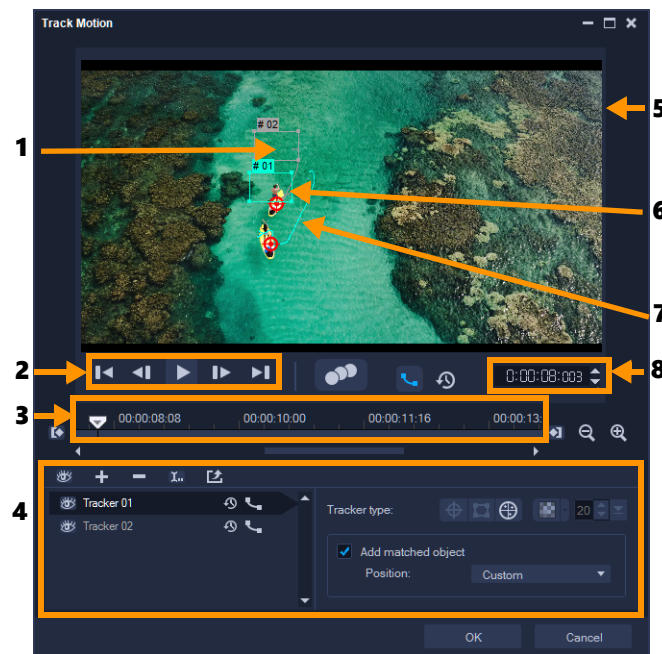 Track Motion
5
1
# 02
# 01
6
7
2
0:00:08:003
8
3
00:00:08:08 00:00:10:00 00:00:11:16 00:00:13:
4
Tracker 01
Tracker type:
20
Tracker 02
Add matched object
Position: Custom
OK Cancel